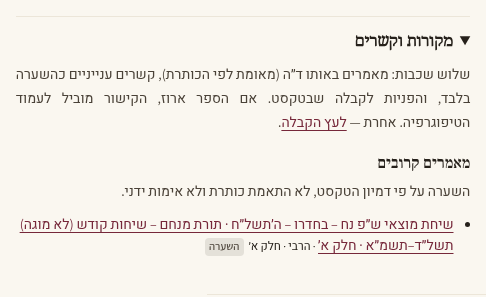 ▼ מקורות וקשרים
שלוש שכבות: מאמרים באותו ד״ה (מאומת לפי הכותרת), קשרים ענייניים כהשערה
בלבד, והפניות לקבלה שבטקסט. אם הספר ארוז, הקישור מוביל לעמוד
הטיפוגרפיה. אחרת — לעץ הקבלה.
מאמרים קרובים
השערה על פי דמיון הטקסט, לא התאמת כותרת ולא אימות ידני.
• שיחת מוצאי ש״פ נח – בחדרו – ה'תשל״ח · תורת מנחם – שיחות קודש (לא מוגה)
תשל״ד–תשמ״א · חלק א' · הרבי · חלק א' השערה